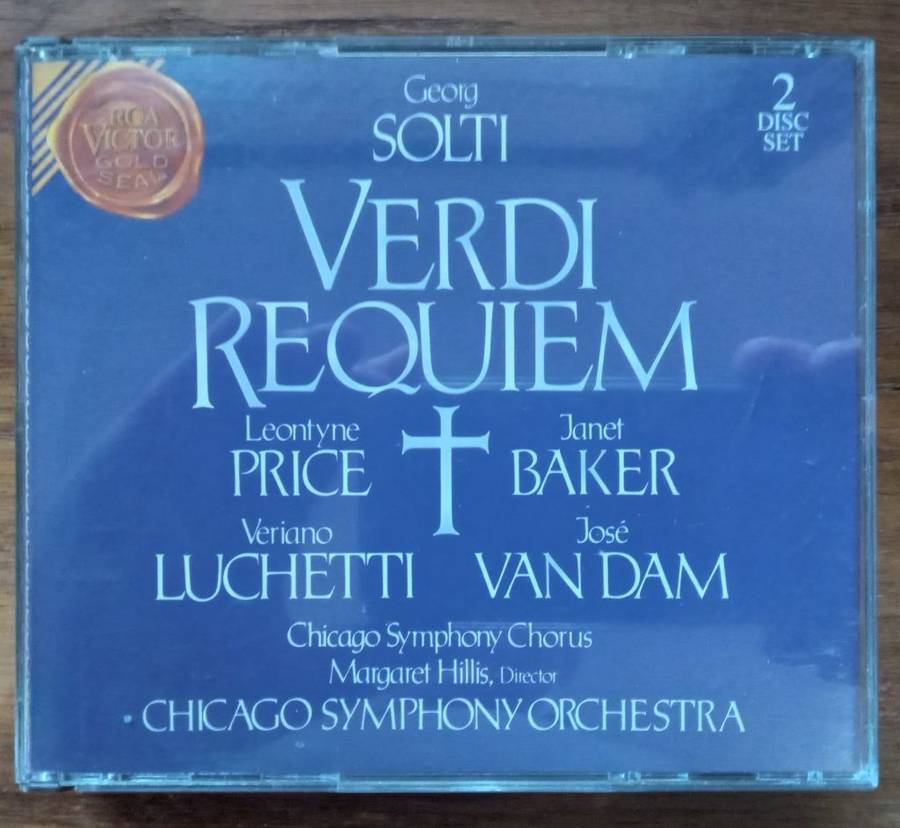 RCA
VICTOR
GOLD
SEAL
Georg
SOLTI
2
DISC
SET
VERDI
REQUIEM
Leontyne
PRICE
Janet
BAKER
Veriano
LUCHETTI
José
VAN DAM
Chicago Symphony Chorus
Margaret Hillis, Director
CHICAGO SYMPHONY ORCHESTRA